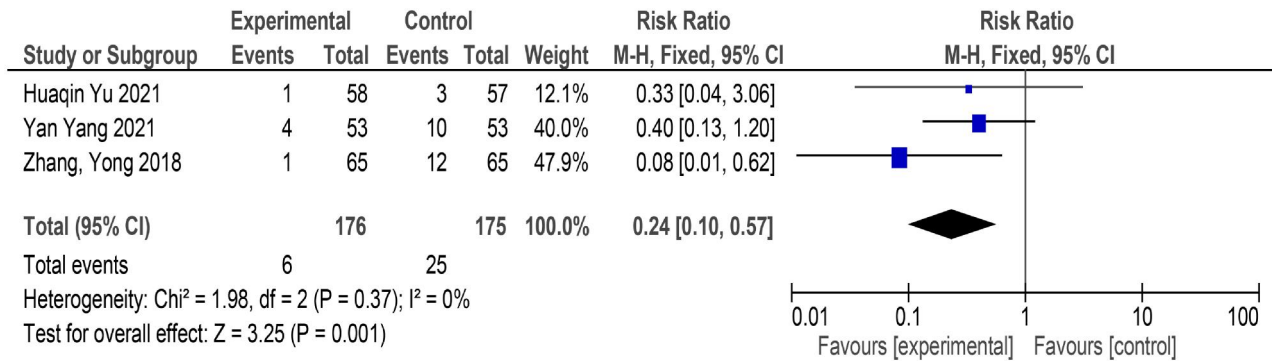 Experimental Control Risk Ratio Risk Ratio
Study or Subgroup Events Total Events Total Weight M-H, Fixed, 95% CI M-H, Fixed, 95% CI
Huaqin Yu 2021 1 58 3 57 12.1% 0.33 [0.04, 3.06]
Yan Yang 2021 4 53 10 53 40.0% 0.40 [0.13, 1.20]
Zhang, Yong 2018 1 65 12 65 47.9% 0.08 [0.01, 0.62]
Total (95% CI) 176 175 100.0% 0.24 [0.10, 0.57]
Total events 6 25
Heterogeneity: Chi² = 1.98, df = 2 (P = 0.37); I² = 0%
Test for overall effect: Z = 3.25 (P = 0.001)
0.01 0.1 1 10 100
Favours [experimental] Favours [control]